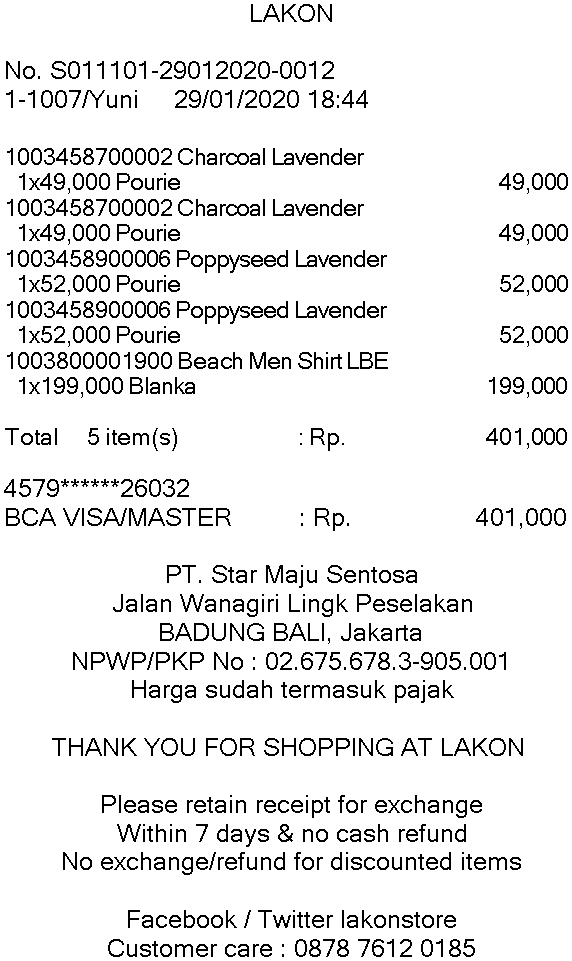 LAKON
No. S011101-29012020-0012
1-1007/Yuni 29/01/2020 18:44
1003458700002 Charcoal Lavender
1x49,000 Pourie 49,000
1003458700002 Charcoal Lavender
1x49,000 Pourie 49,000
1003458900006 Poppyseed Lavender
1x52,000 Pourie 52,000
1003458900006 Poppyseed Lavender
1x52,000 Pourie 52,000
1003800001900 Beach Men Shirt LBE
1x199,000 Blanka 199,000
Total 5 item(s) : Rp. 401,000
4579******26032
BCA VISA/MASTER : Rp. 401,000
PT. Star Maju Sentosa
Jalan Wanagiri Lingk Peselakan
BADUNG BALI, Jakarta
NPWP/PKP No : 02.675.678.3-905.001
Harga sudah termasuk pajak
THANK YOU FOR SHOPPING AT LAKON
Please retain receipt for exchange
Within 7 days & no cash refund
No exchange/refund for discounted items
Facebook / Twitter lakonstore
Customer care : 0878 7612 0185